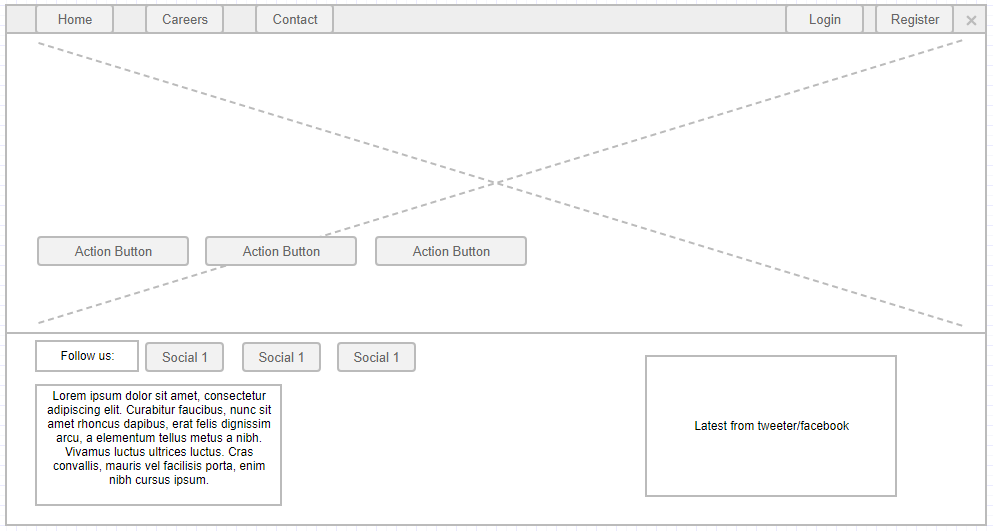 Home
Careers
Contact
Login
Register
Action Button
Action Button
Action Button
Follow us:
Social 1
Social 1
Social 1
Lorem ipsum dolor sit amet, consectetur
adipiscing elit. Curabitur faucibus, nunc sit
amet rhoncus dapibus, erat felis dignissim
arcu, a elementum tellus metus a nibh.
Vivamus luctus ultrices luctus. Cras
convallis, mauris vel facilisis porta, enim
nibh cursus ipsum.
Latest from tweeter/facebook